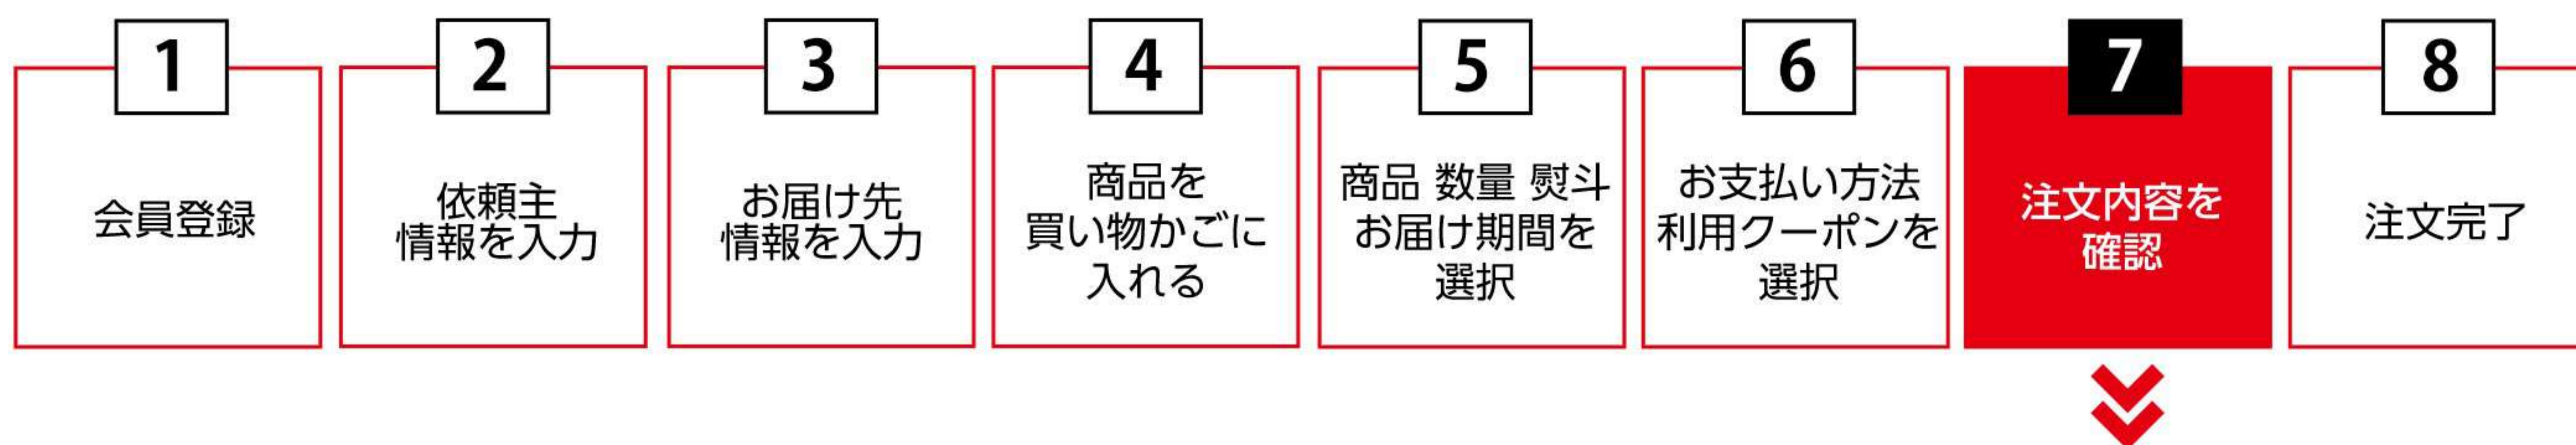 1
会員登録
2
依頼主
情報を入力
3
お届け先
情報を入力
4
商品を
買い物かごに
入れる
5
商品 数量 熨斗
お届け期間を
選択
6
お支払い方法
利用クーポンを
選択
7
注文内容を
確認
8
注文完了